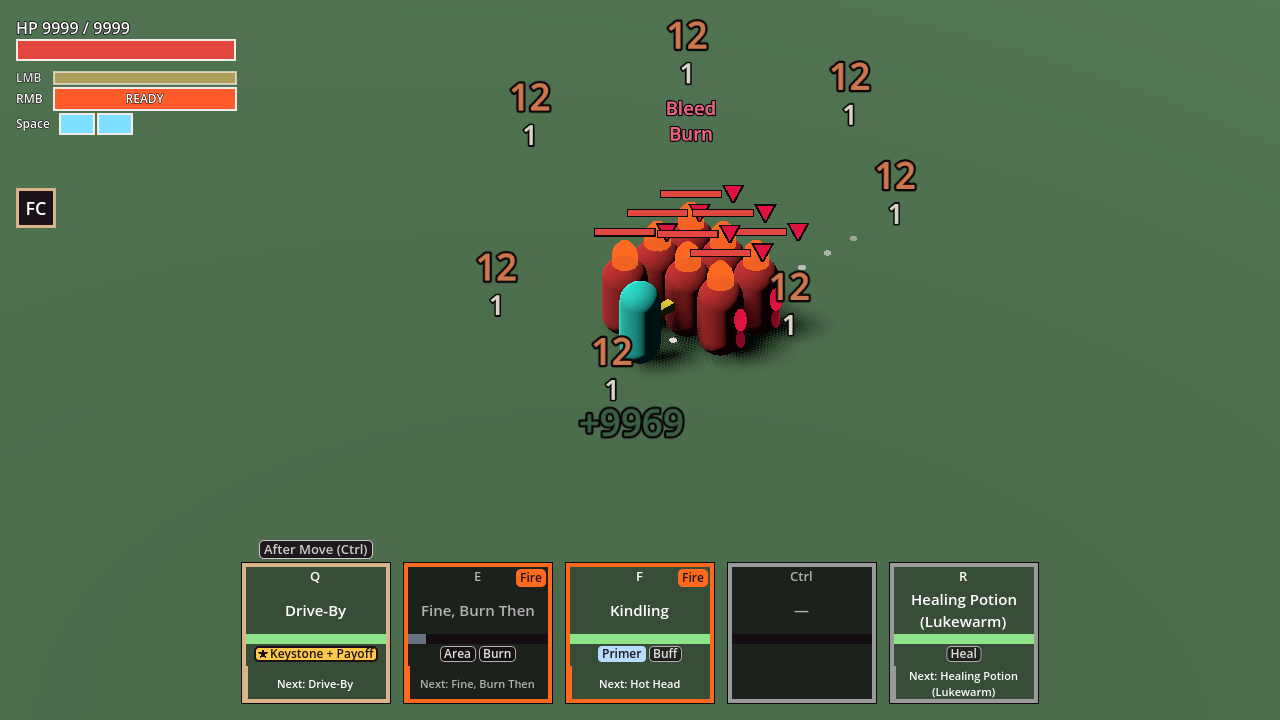 HP 9999 / 9999
LMB
RMB
READY
Space
FC
12
1
12
1
12
1
Bleed
Burn
12
1
12
1
12
1
12
1
+9969
After Move (Ctrl)
Q
Drive-By
★ Keystone + Payoff
Next: Drive-By
E
Fire
Fine, Burn Then
Area
Burn
Next: Fine, Burn Then
F
Fire
Kindling
Primer
Buff
Next: Hot Head
Ctrl
—
R
Healing Potion
(Lukewarm)
Heal
Next: Healing Potion
(Lukewarm)